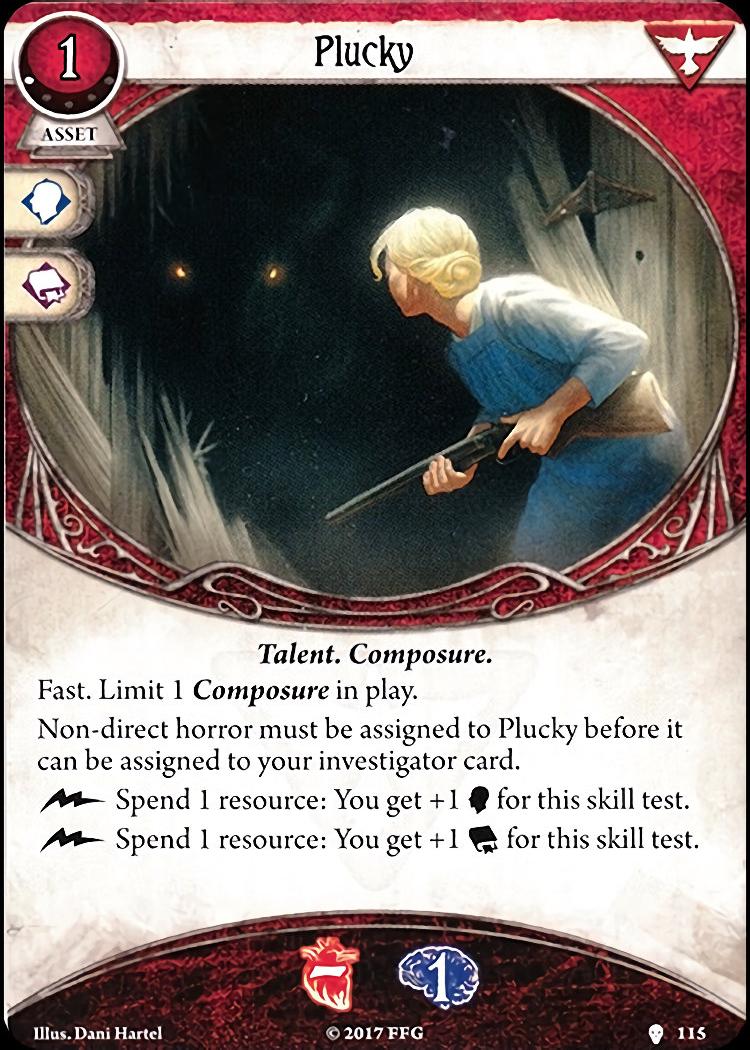 1
Plucky
ASSET
Talent. Composure.
Fast. Limit 1 Composure in play.
Non-direct horror must be assigned to Plucky before it
can be assigned to your investigator card.
Spend 1 resource: You get +1 for this skill test.
Spend 1 resource: You get +1 for this skill test.
– 1
Illus. Dani Hartel © 2017 FFG 115